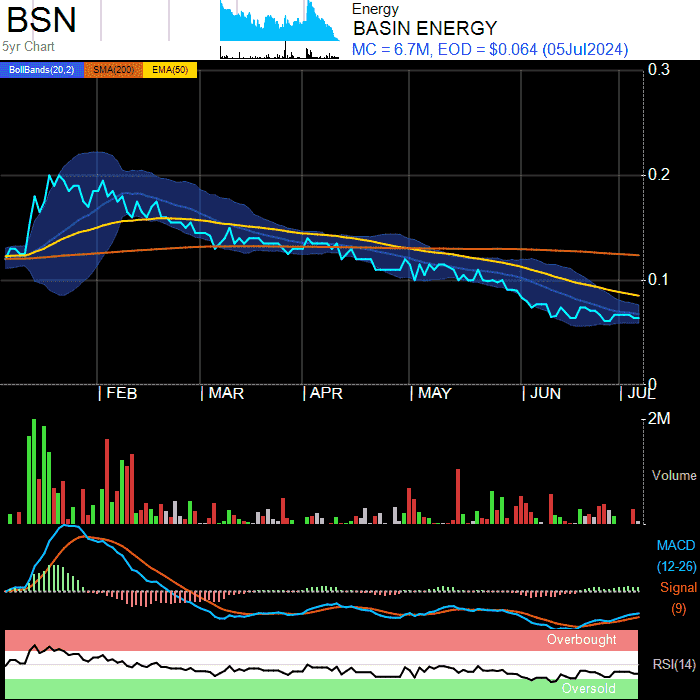 BSN
5yr Chart
Energy
BASIN ENERGY
MC = 6.7M, EOD = $0.064 (05Jul2024)
BollBands(20,2) SMA(200) EMA(50)
0.3
0.2
0.1
0
| FEB | MAR | APR | MAY | JUN | JUL
2M
Volume
MACD
(12-26)
Signal
(9)
Overbought
RSI(14)
Oversold